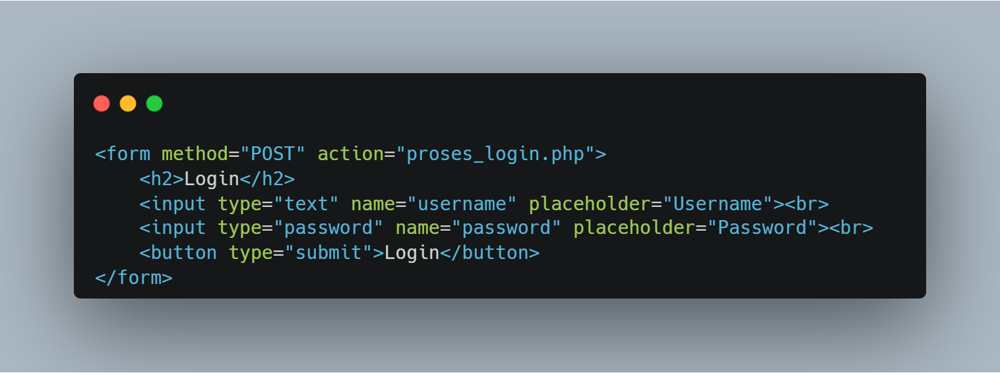 <form method="POST" action="proses_login.php">
    <h2>Login</h2>
    <input type="text" name="username" placeholder="Username"><br>
    <input type="password" name="password" placeholder="Password"><br>
    <button type="submit">Login</button>
</form>